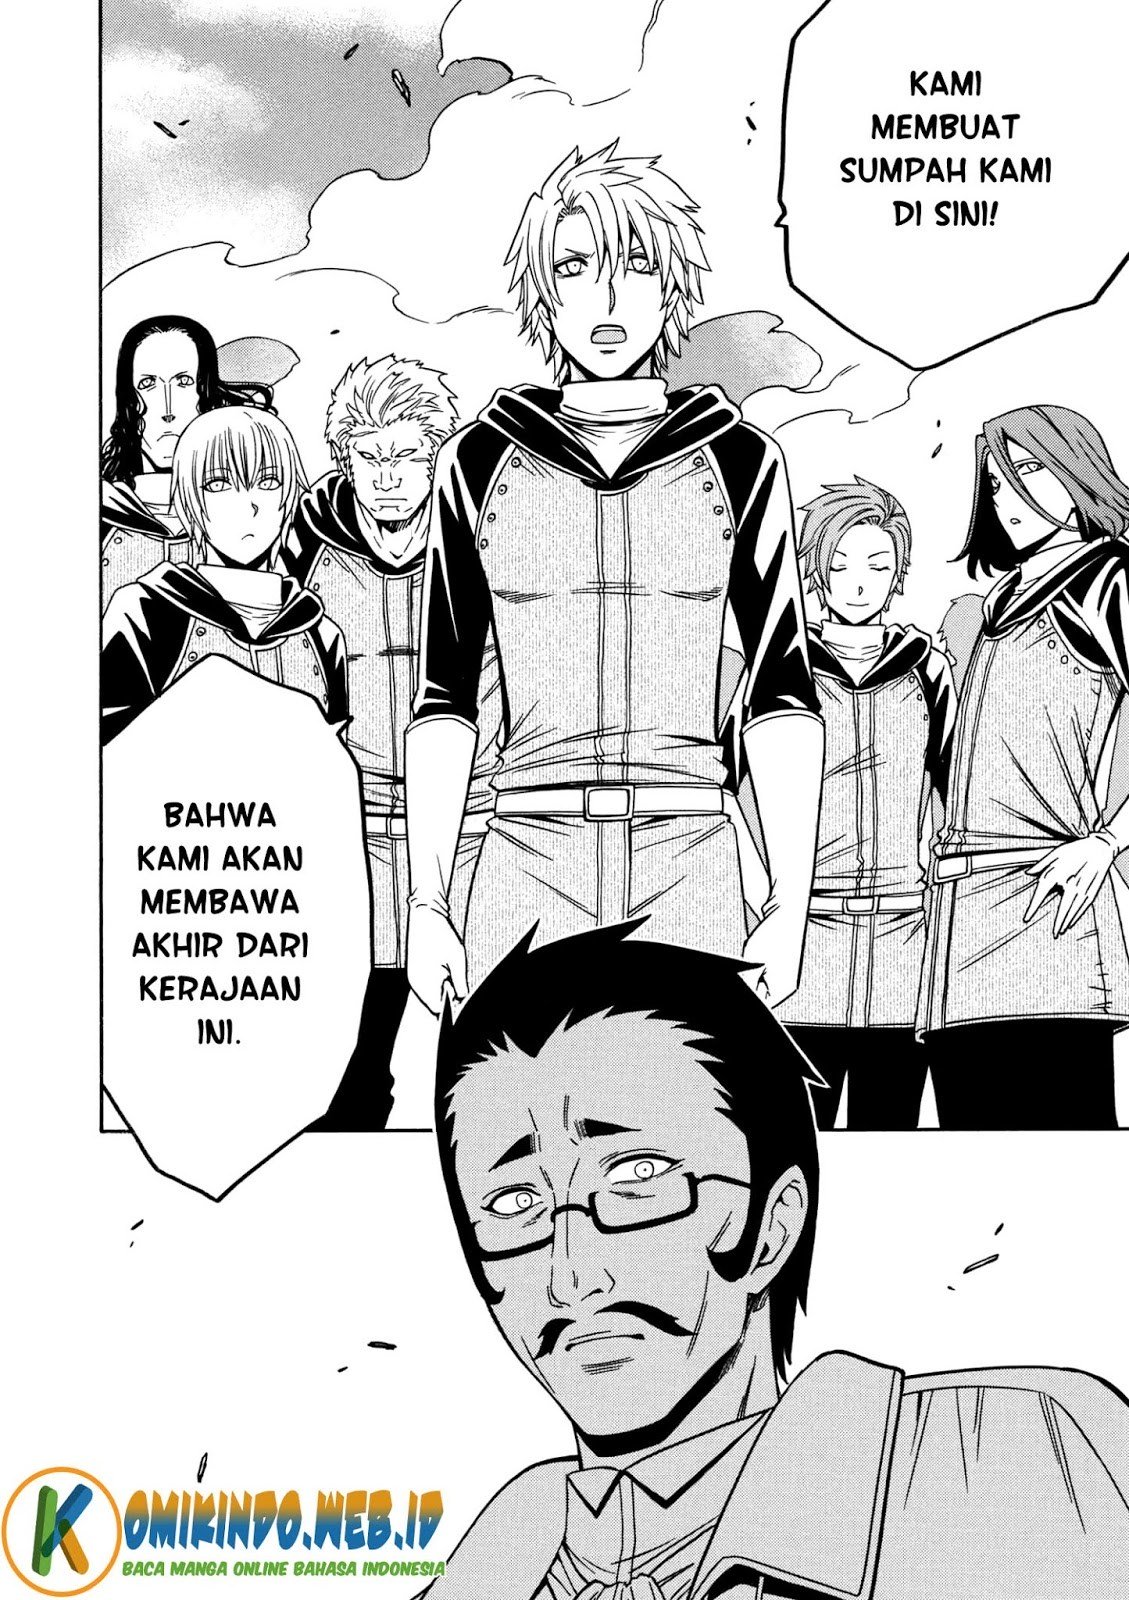 KAMI
MEMBUAT
SUMPAH KAMI
DI SINI!
BAHWA
KAMI AKAN
MEMBAWA
AKHIR DARI
KERAJAAN
INI.
KOMIKINDO.WEB.ID
BACA MANGA ONLINE BAHASA INDONESIA